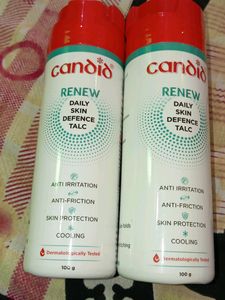 candid
RENEW
DAILY
SKIN
DEFENCE
TALC
ANTI IRRITATION
ANTI-FRICTION
SKIN PROTECTION
COOLING
Dermatologically Tested
100 g
candid
RENEW
DAILY
SKIN
DEFENCE
TALC
ANTI IRRITATION
ANTI-FRICTION
SKIN PROTECTION
COOLING
Dermatologically Tested
100 g